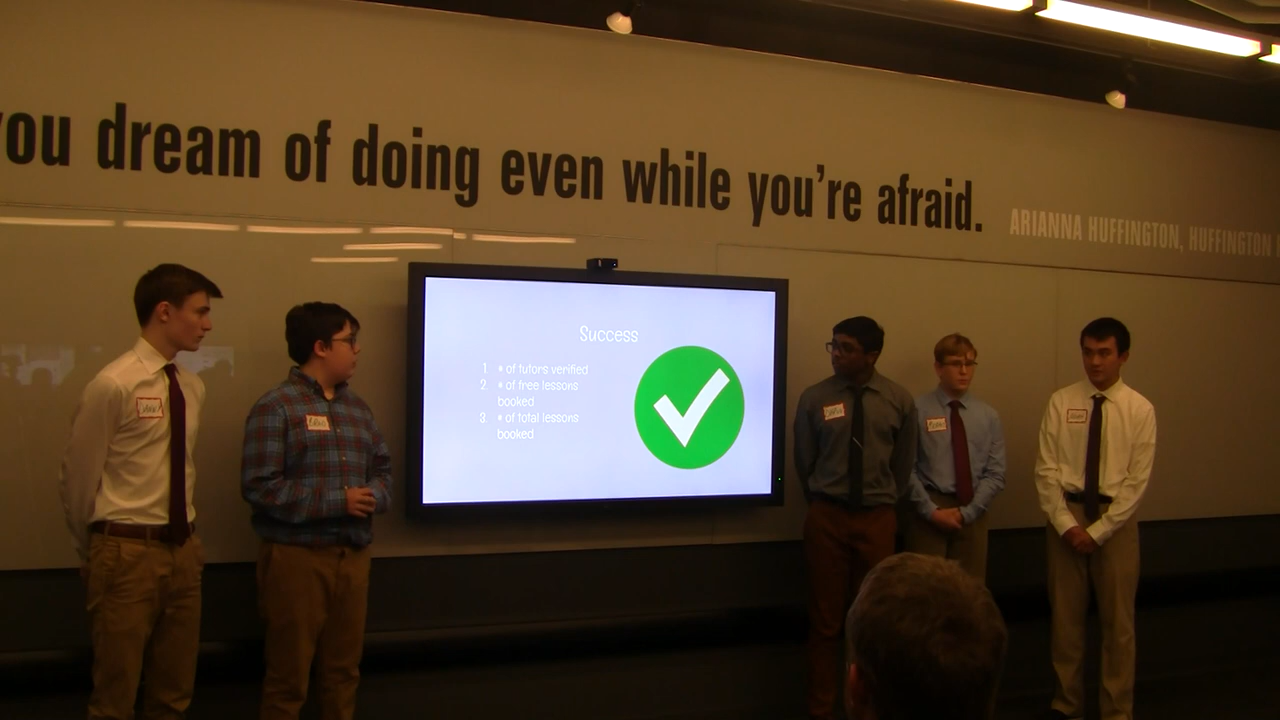 you dream of doing even while you're afraid.
ARIANNA HUFFINGTON, HUFFINGTON
Success
1. # of tutors verified
2. # of free lessons
booked
3. # of total lessons
booked